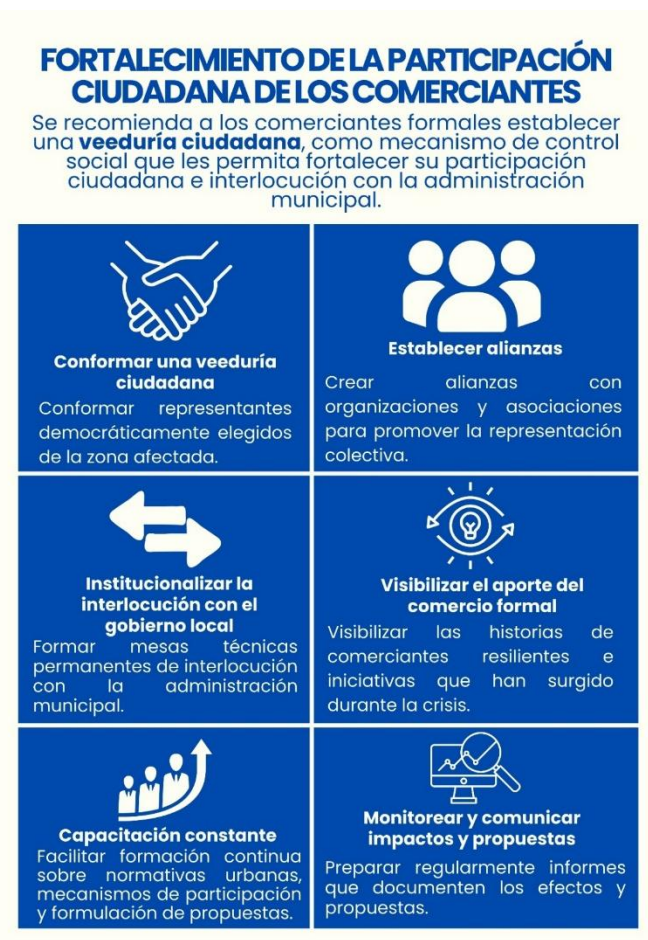 FORTALECIMIENTO DE LA PARTICIPACIÓN
CIUDADANA DE LOS COMERCIANTES
Se recomienda a los comerciantes formales establecer
una veeduría ciudadana, como mecanismo de control
social que les permita fortalecer su participación
ciudadana e interlocución con la administración
municipal.
Conformar una veeduría
ciudadana
Conformar representantes
democráticamente elegidos
de la zona afectada.
Establecer alianzas
Crear alianzas con
organizaciones y asociaciones
para promover la representación
colectiva.
Institucionalizar la
interlocución con el
gobierno local
Formar mesas técnicas
permanentes de interlocución
con la administración
municipal.
Visibilizar el aporte del
comercio formal
Visibilizar las historias de
comerciantes resilientes e
iniciativas que han surgido
durante la crisis.
Capacitación constante
Facilitar formación continua
sobre normativas urbanas,
mecanismos de participación
y formulación de propuestas.
Monitorear y comunicar
impactos y propuestas
Preparar regularmente informes
que documenten los efectos y
propuestas.